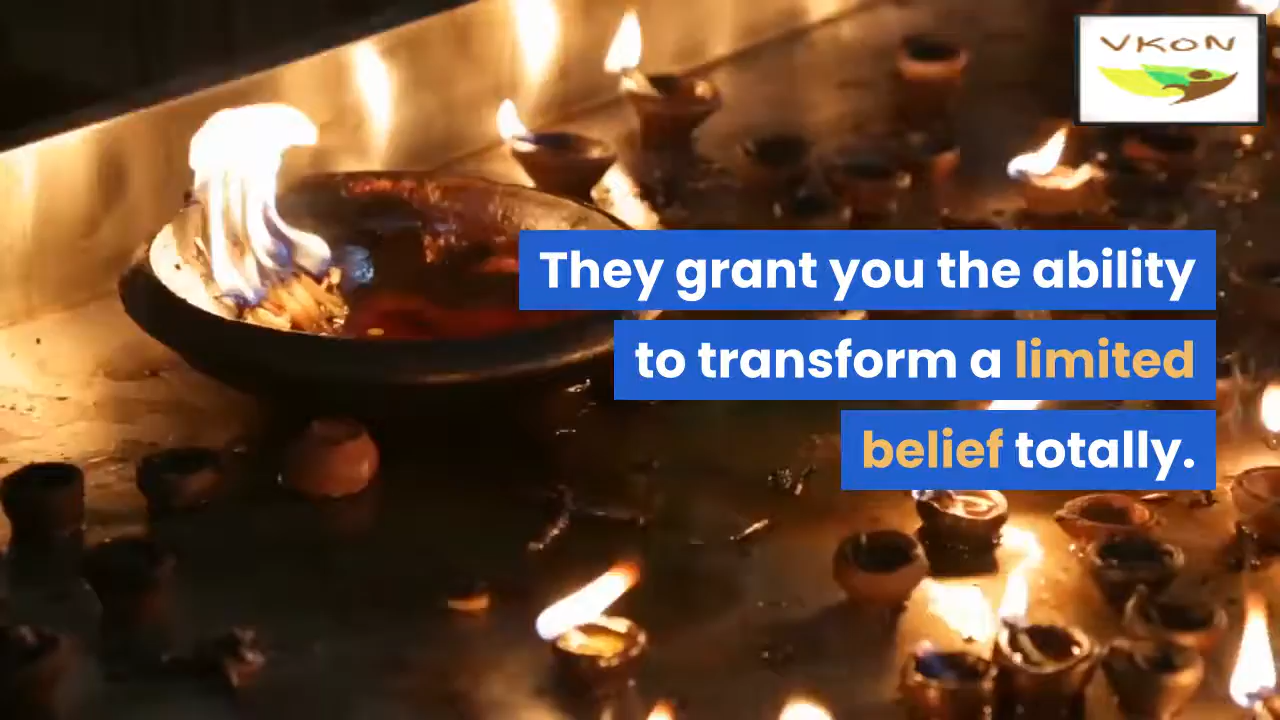 VKON
They grant you the ability
to transform a limited
belief totally.